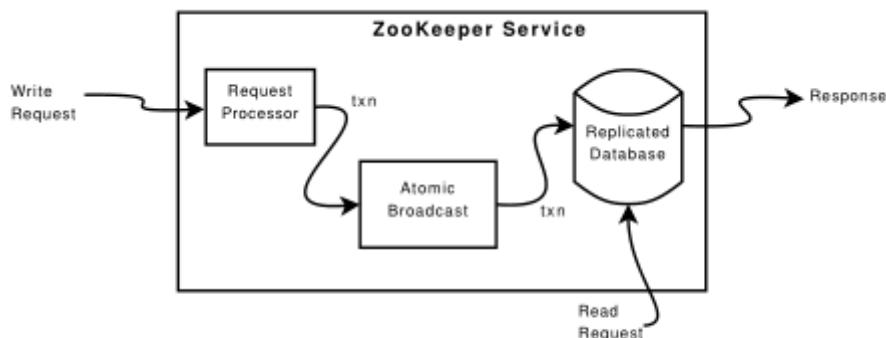 ZooKeeper Service
Write
Request
Request
Processor
txn
Atomic
Broadcast
txn
Replicated
Database
Response
Read
Request